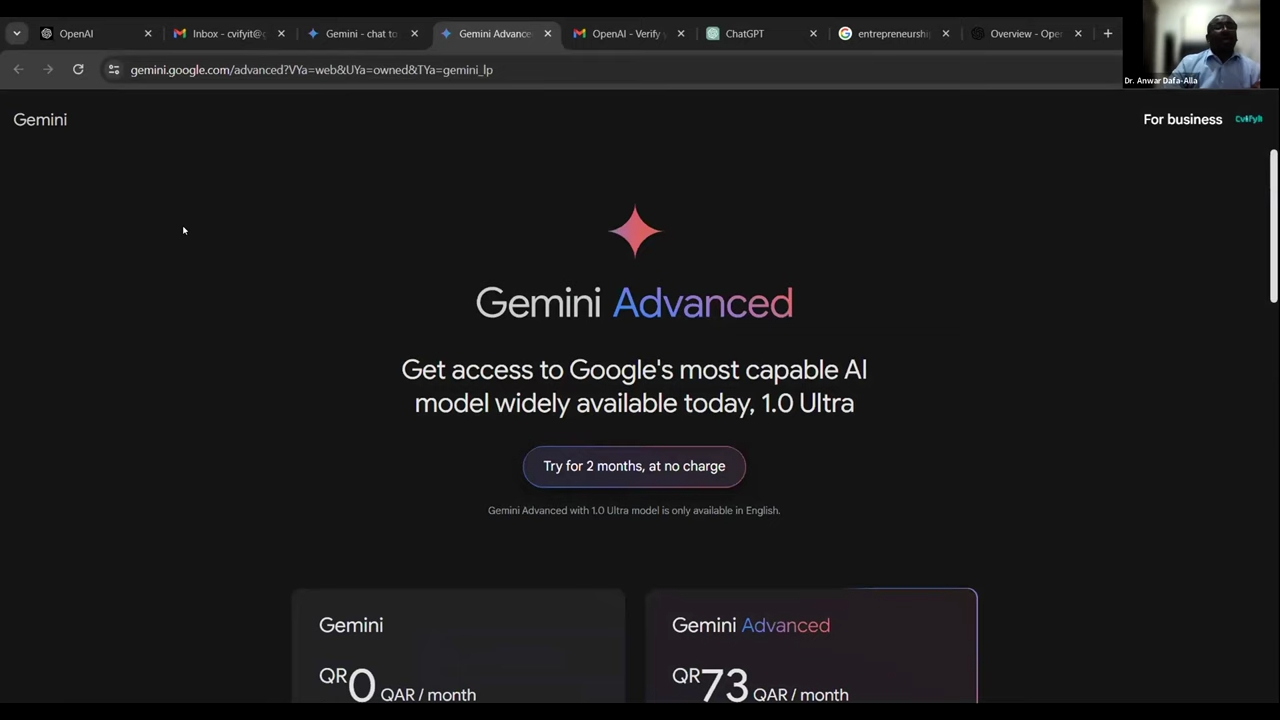 OpenAI
Inbox - cvifyit@g
Gemini - chat to
Gemini Advance
OpenAI - Verify
ChatGPT
entrepreneurshi
Overview - Ope
gemini.google.com/advanced?VYa=web&UYa=owned&TYa=gemini_lp
Dr. Anwar Dafa-Alla
Gemini
For business
CvifyIt
Gemini Advanced
Get access to Google's most capable AI
model widely available today, 1.0 Ultra
Try for 2 months, at no charge
Gemini Advanced with 1.0 Ultra model is only available in English.
Gemini
QR0 QAR / month
Gemini Advanced
QR73 QAR / month